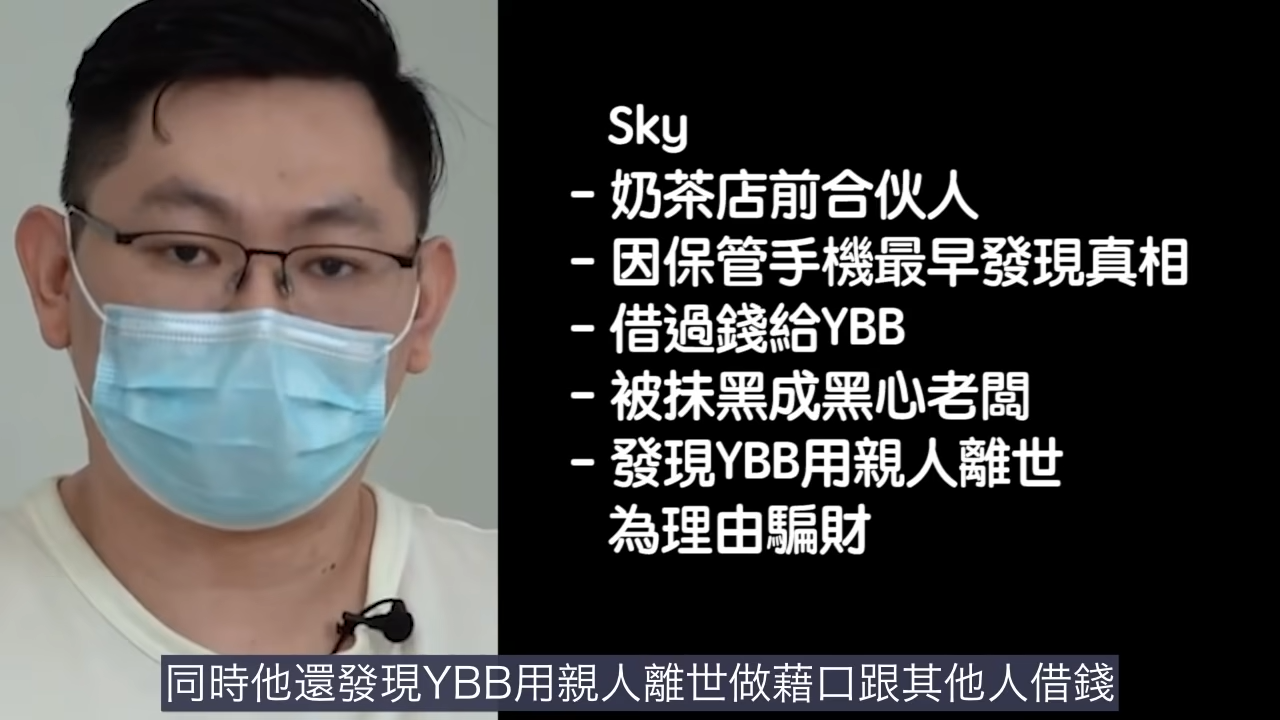 Sky
- 奶茶店前合伙人
- 因保管手機最早發現真相
- 借過錢給YBB
- 被抹黑成黑心老闆
- 發現YBB用親人離世
為理由騙財
同時他還發現YBB用親人離世做藉口跟其他人借錢